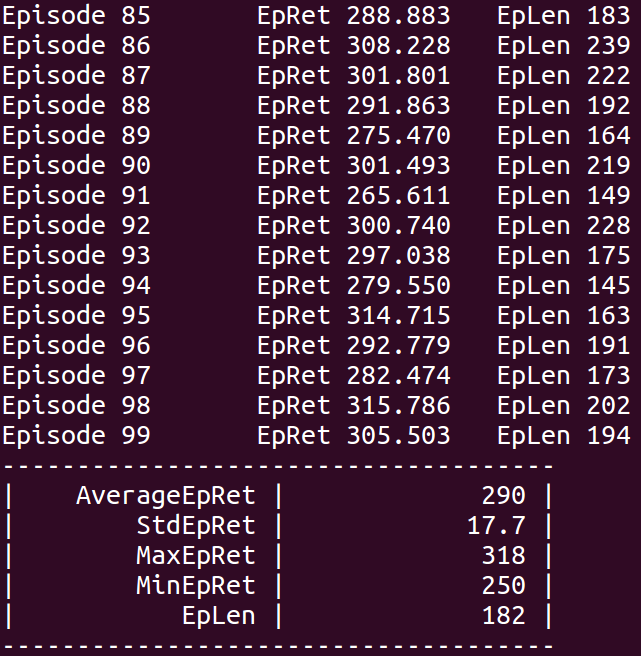 Episode 85 EpRet 288.883 EpLen 183
Episode 86 EpRet 308.228 EpLen 239
Episode 87 EpRet 301.801 EpLen 222
Episode 88 EpRet 291.863 EpLen 192
Episode 89 EpRet 275.470 EpLen 164
Episode 90 EpRet 301.493 EpLen 219
Episode 91 EpRet 265.611 EpLen 149
Episode 92 EpRet 300.740 EpLen 228
Episode 93 EpRet 297.038 EpLen 175
Episode 94 EpRet 279.550 EpLen 145
Episode 95 EpRet 314.715 EpLen 163
Episode 96 EpRet 292.779 EpLen 191
Episode 97 EpRet 282.474 EpLen 173
Episode 98 EpRet 315.786 EpLen 202
Episode 99 EpRet 305.503 EpLen 194
-------------------------------------
| AverageEpRet | 290 |
| StdEpRet | 17.7 |
| MaxEpRet | 318 |
| MinEpRet | 250 |
| EpLen | 182 |
-------------------------------------